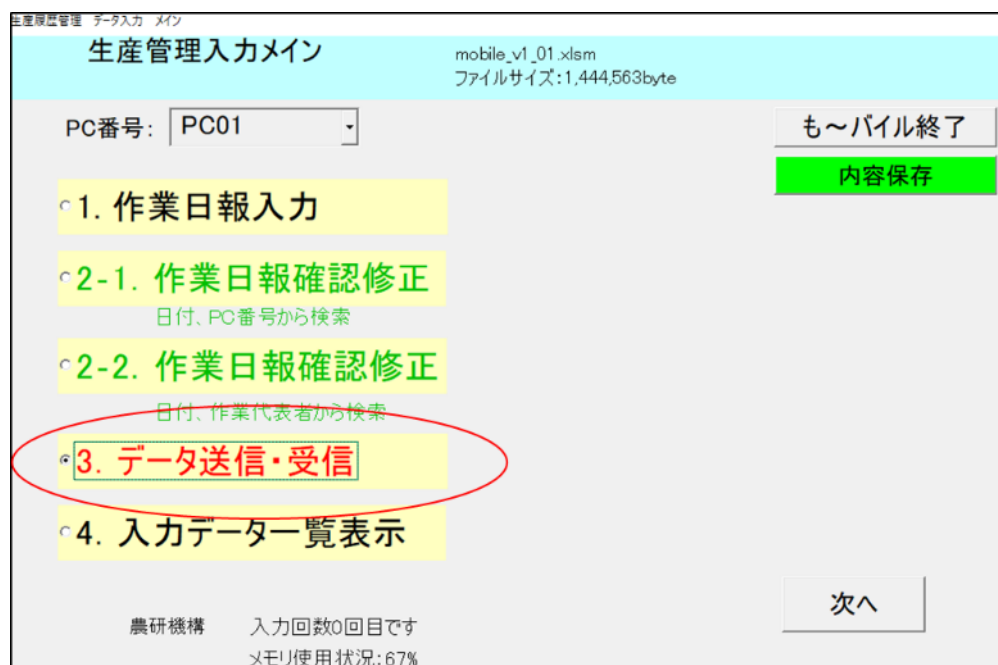 生産履歴管理 データ入力 メイン
生産管理入力メイン
mobile_v1_01.xlsm
ファイルサイズ:1,444,563byte
PC番号: PC01
も~バイル終了
内容保存
1. 作業日報入力
2-1. 作業日報確認修正
日付、PC番号から検索
2-2. 作業日報確認修正
日付、作業代表者から検索
3. データ送信・受信
4. 入力データ一覧表示
次へ
農研機構 入力回数0回目です
メモリ使用状況:67%